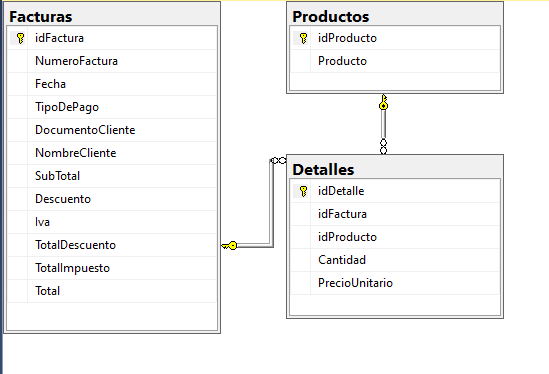 Facturas
idFactura
NumeroFactura
Fecha
TipoDePago
DocumentoCliente
NombreCliente
SubTotal
Descuento
Iva
TotalDescuento
TotalImpuesto
Total
Productos
idProducto
Producto
Detalles
idDetalle
idFactura
idProducto
Cantidad
PrecioUnitario